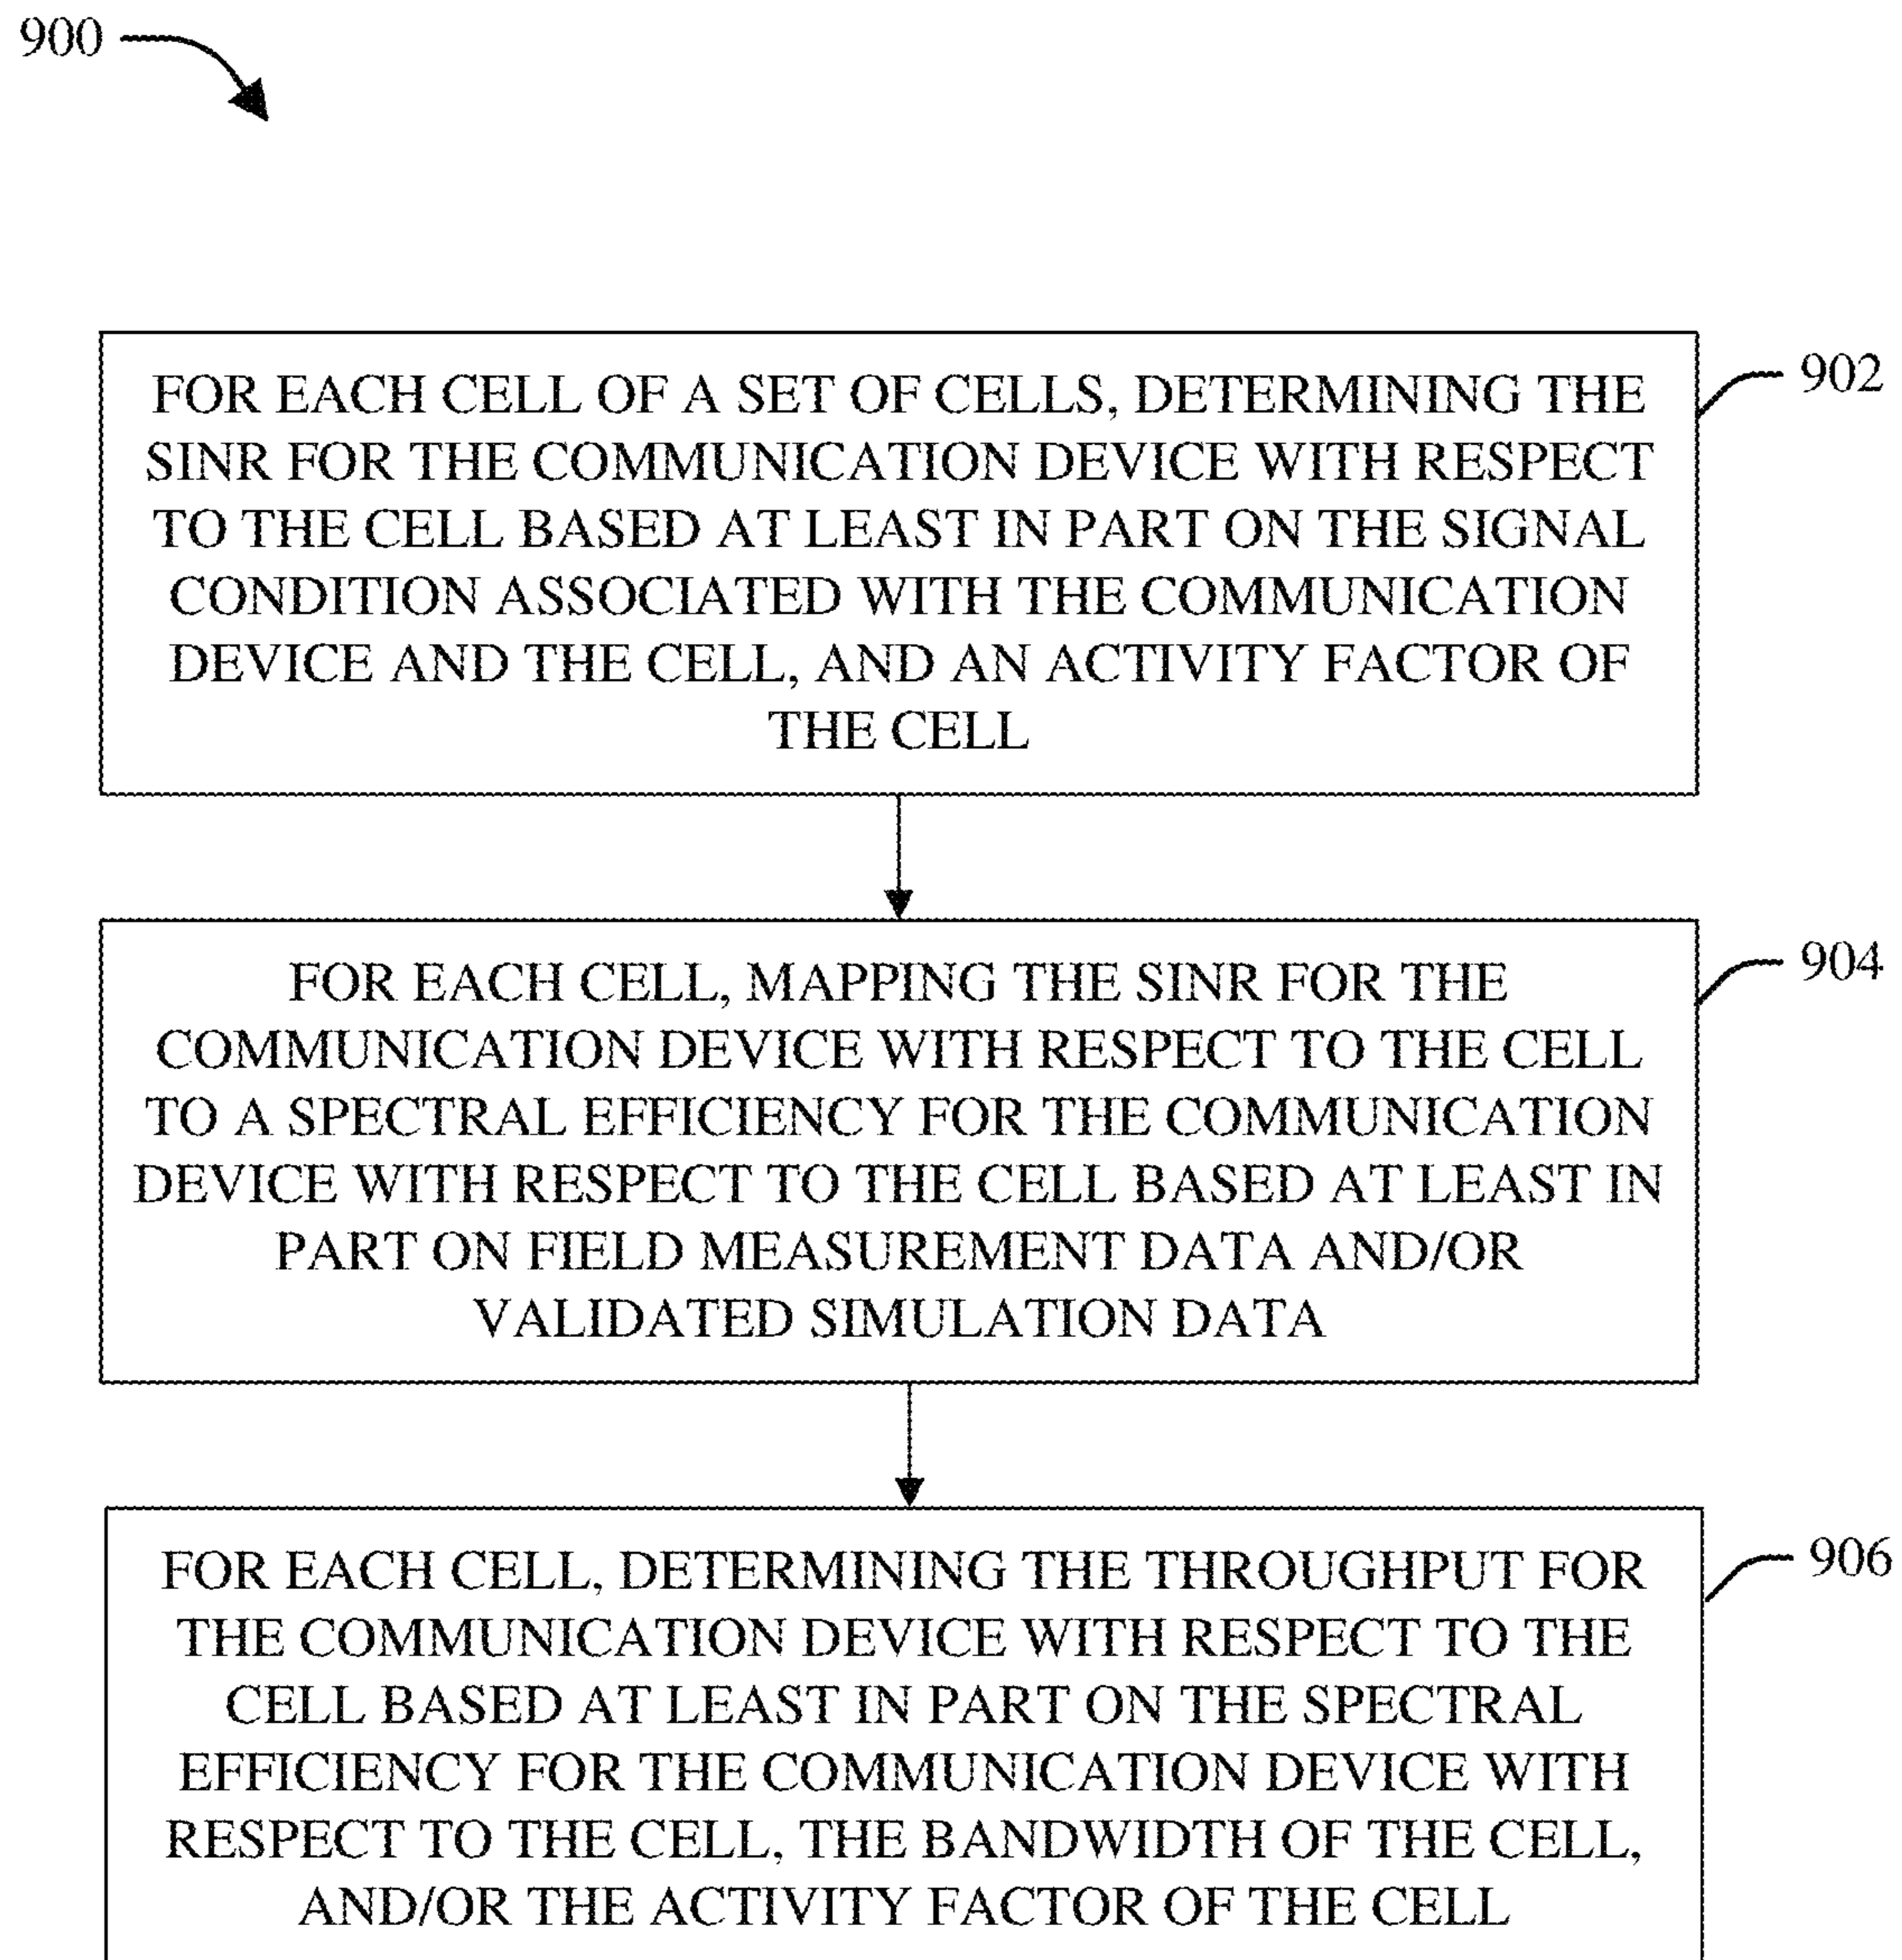 900
FOR EACH CELL OF A SET OF CELLS, DETERMINING THE
SINR FOR THE COMMUNICATION DEVICE WITH RESPECT
TO THE CELL BASED AT LEAST IN PART ON THE SIGNAL
CONDITION ASSOCIATED WITH THE COMMUNICATION
DEVICE AND THE CELL, AND AN ACTIVITY FACTOR OF
THE CELL
902
FOR EACH CELL, MAPPING THE SINR FOR THE
COMMUNICATION DEVICE WITH RESPECT TO THE CELL
TO A SPECTRAL EFFICIENCY FOR THE COMMUNICATION
DEVICE WITH RESPECT TO THE CELL BASED AT LEAST IN
PART ON FIELD MEASUREMENT DATA AND/OR
VALIDATED SIMULATION DATA
904
FOR EACH CELL, DETERMINING THE THROUGHPUT FOR
THE COMMUNICATION DEVICE WITH RESPECT TO THE
CELL BASED AT LEAST IN PART ON THE SPECTRAL
EFFICIENCY FOR THE COMMUNICATION DEVICE WITH
RESPECT TO THE CELL, THE BANDWIDTH OF THE CELL,
AND/OR THE ACTIVITY FACTOR OF THE CELL
906